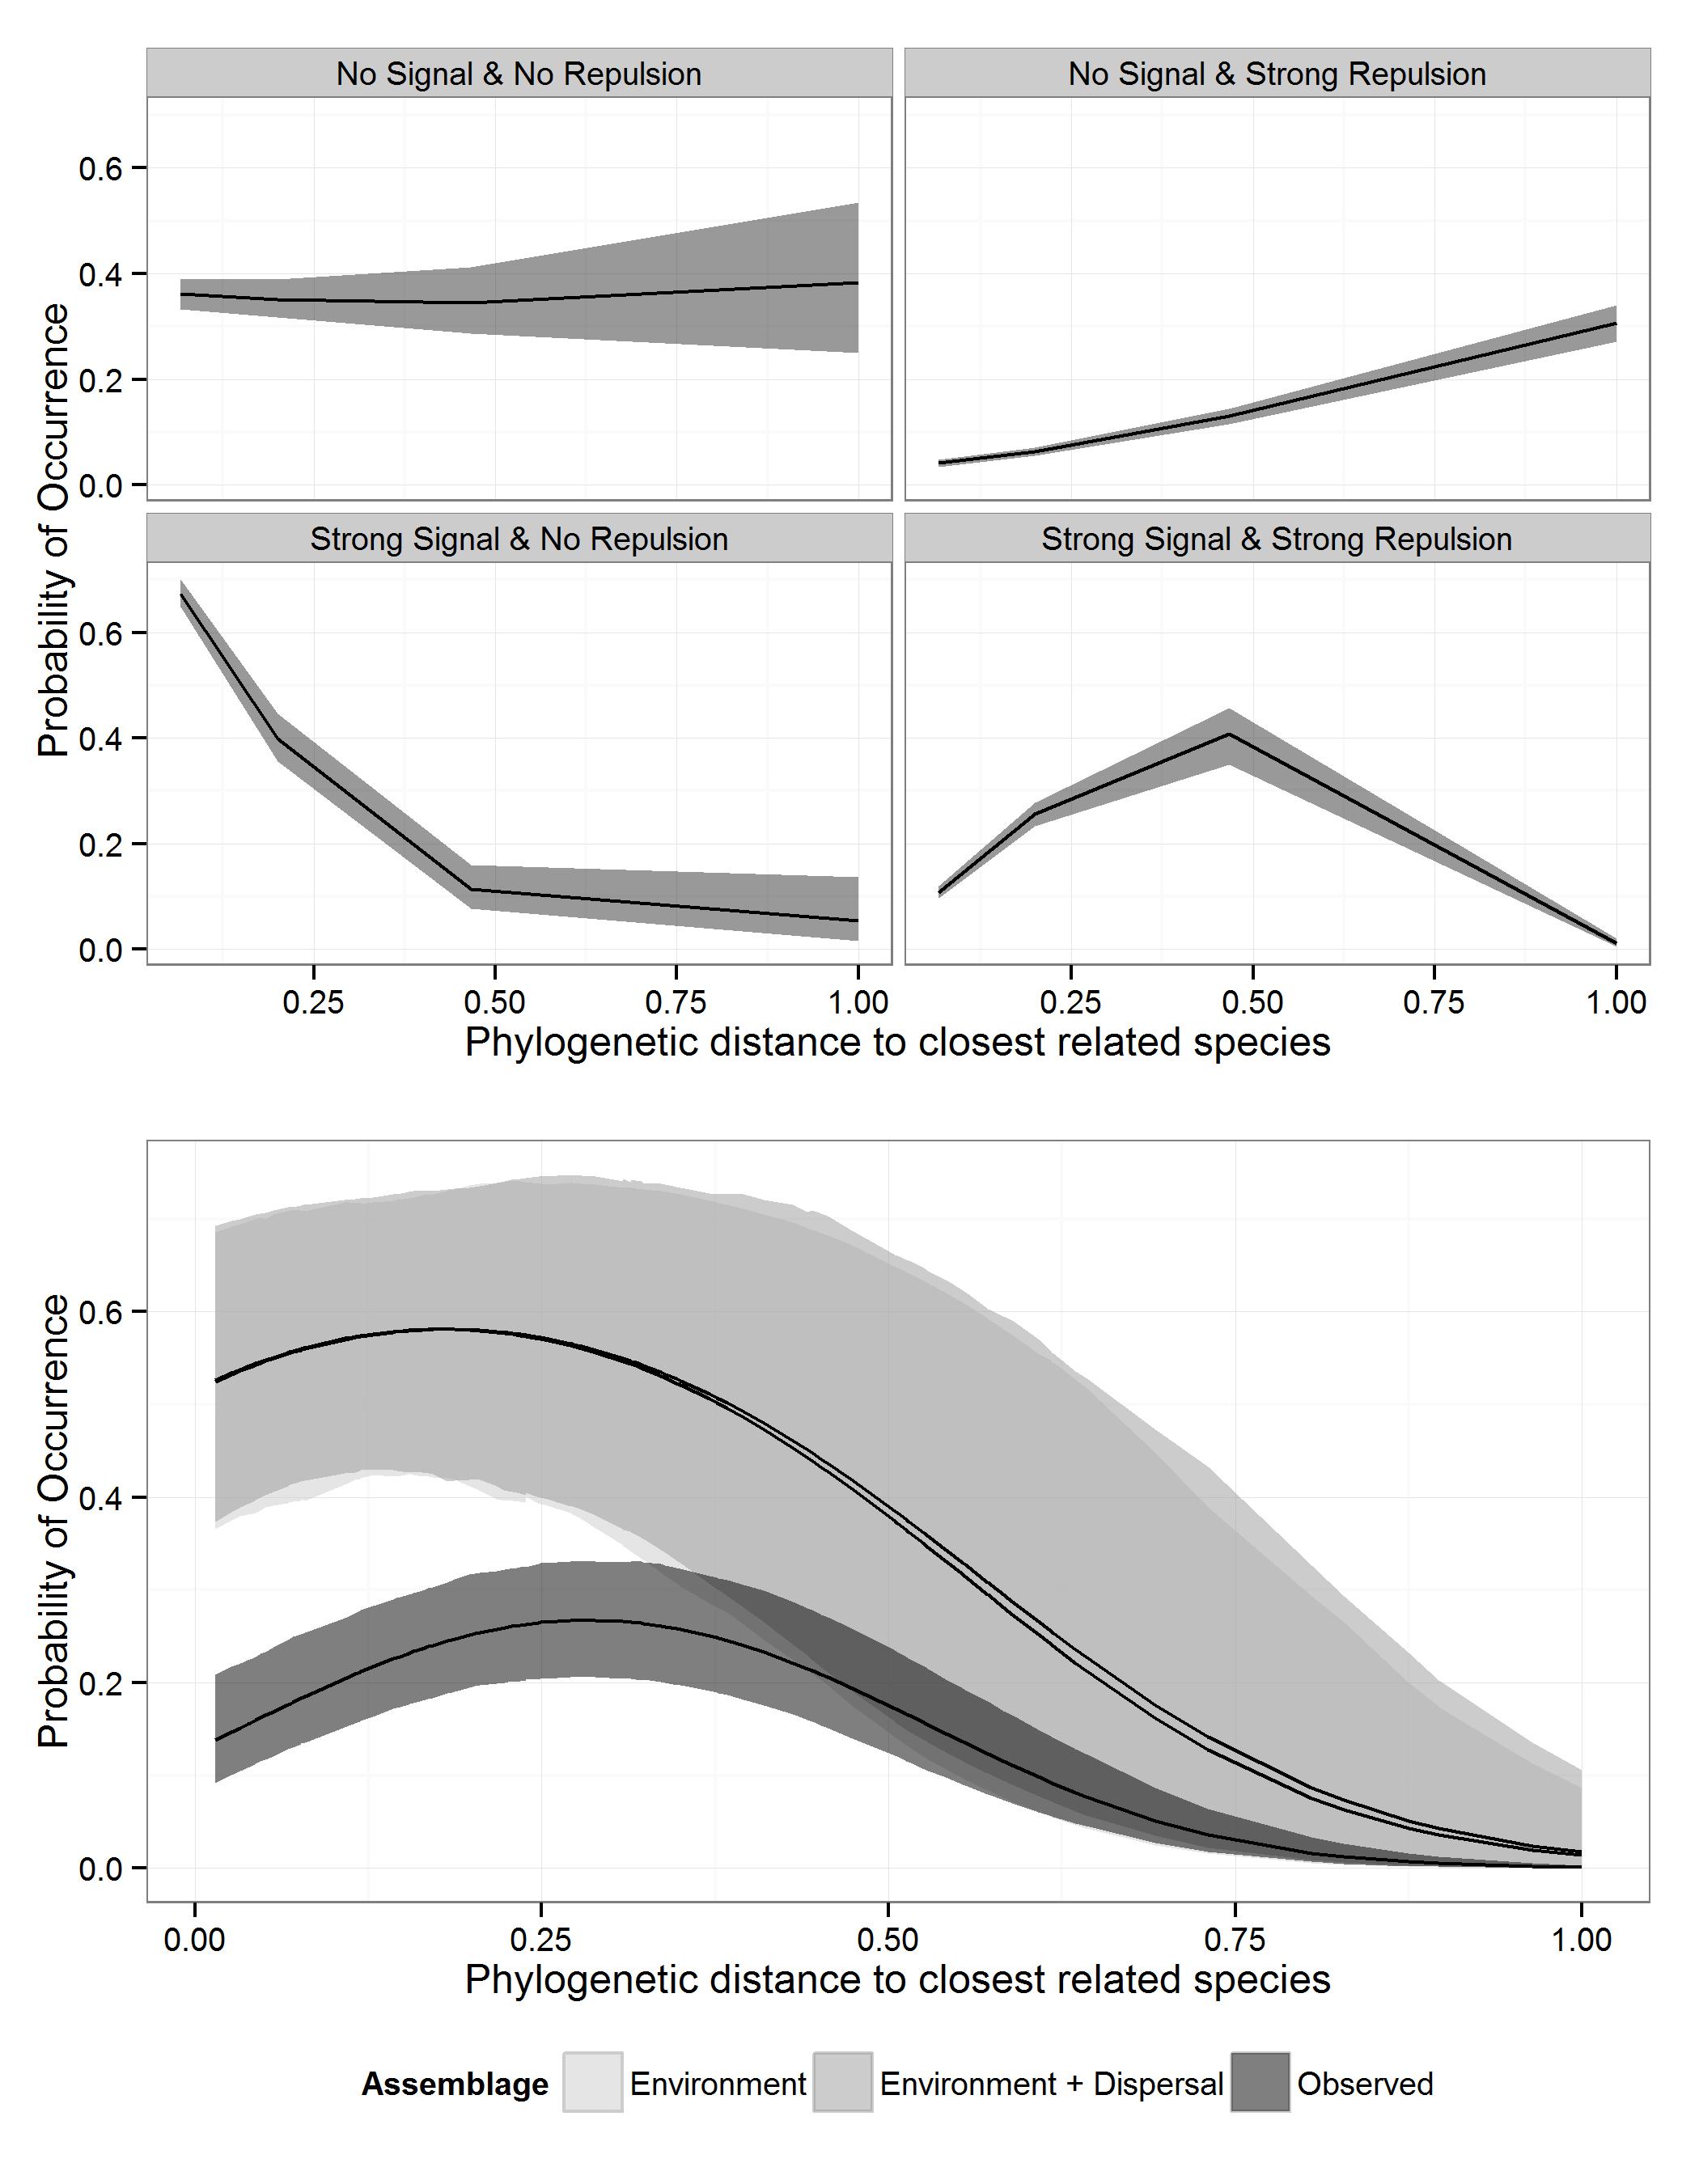 No Signal & No Repulsion
No Signal & Strong Repulsion
0.6
0.4
0.2
0.0
Probability of Occurrence
Strong Signal & No Repulsion
Strong Signal & Strong Repulsion
0.6
0.4
0.2
0.0
0.25 0.50 0.75 1.00
0.25 0.50 0.75 1.00
Phylogenetic distance to closest related species
Probability of Occurrence
0.6
0.4
0.2
0.0
0.00 0.25 0.50 0.75 1.00
Phylogenetic distance to closest related species
Assemblage Environment Environment + Dispersal Observed